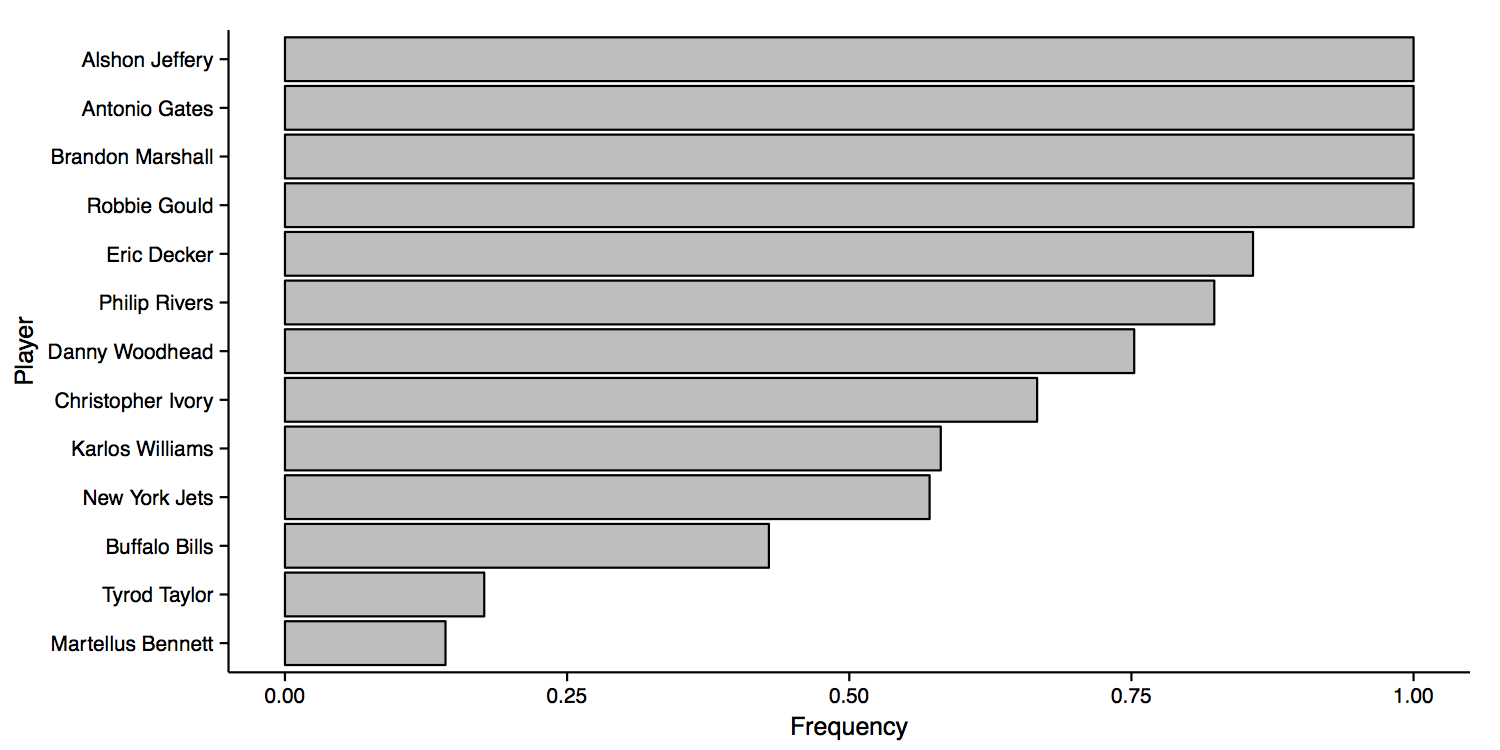 Player
Alshon Jeffery
Antonio Gates
Brandon Marshall
Robbie Gould
Eric Decker
Philip Rivers
Danny Woodhead
Christopher Ivory
Karlos Williams
New York Jets
Buffalo Bills
Tyrod Taylor
Martellus Bennett
0.00 0.25 0.50 0.75 1.00
Frequency